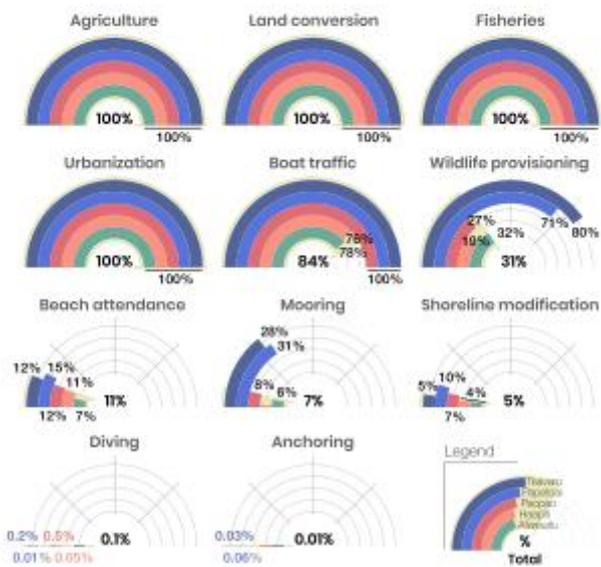 Agriculture Land conversion Fisheries
100% 100% 100%
100% 100% 100%
Urbanization Boat traffic Wildlife provisioning
76% 27% 32% 71%
78% 19% 80%
100% 84% 31%
100% 100%
Beach attendance Mooring Shoreline modification
12% 15% 11% 28% 31% 5% 10% 4%
8% 6%
11% 7% 5%
12% 7% 7%
Diving Anchoring Legend
0.2% 0.5% 0.1% 0.03% 0.01%
0.01% 0.05% 0.06%
%
Total